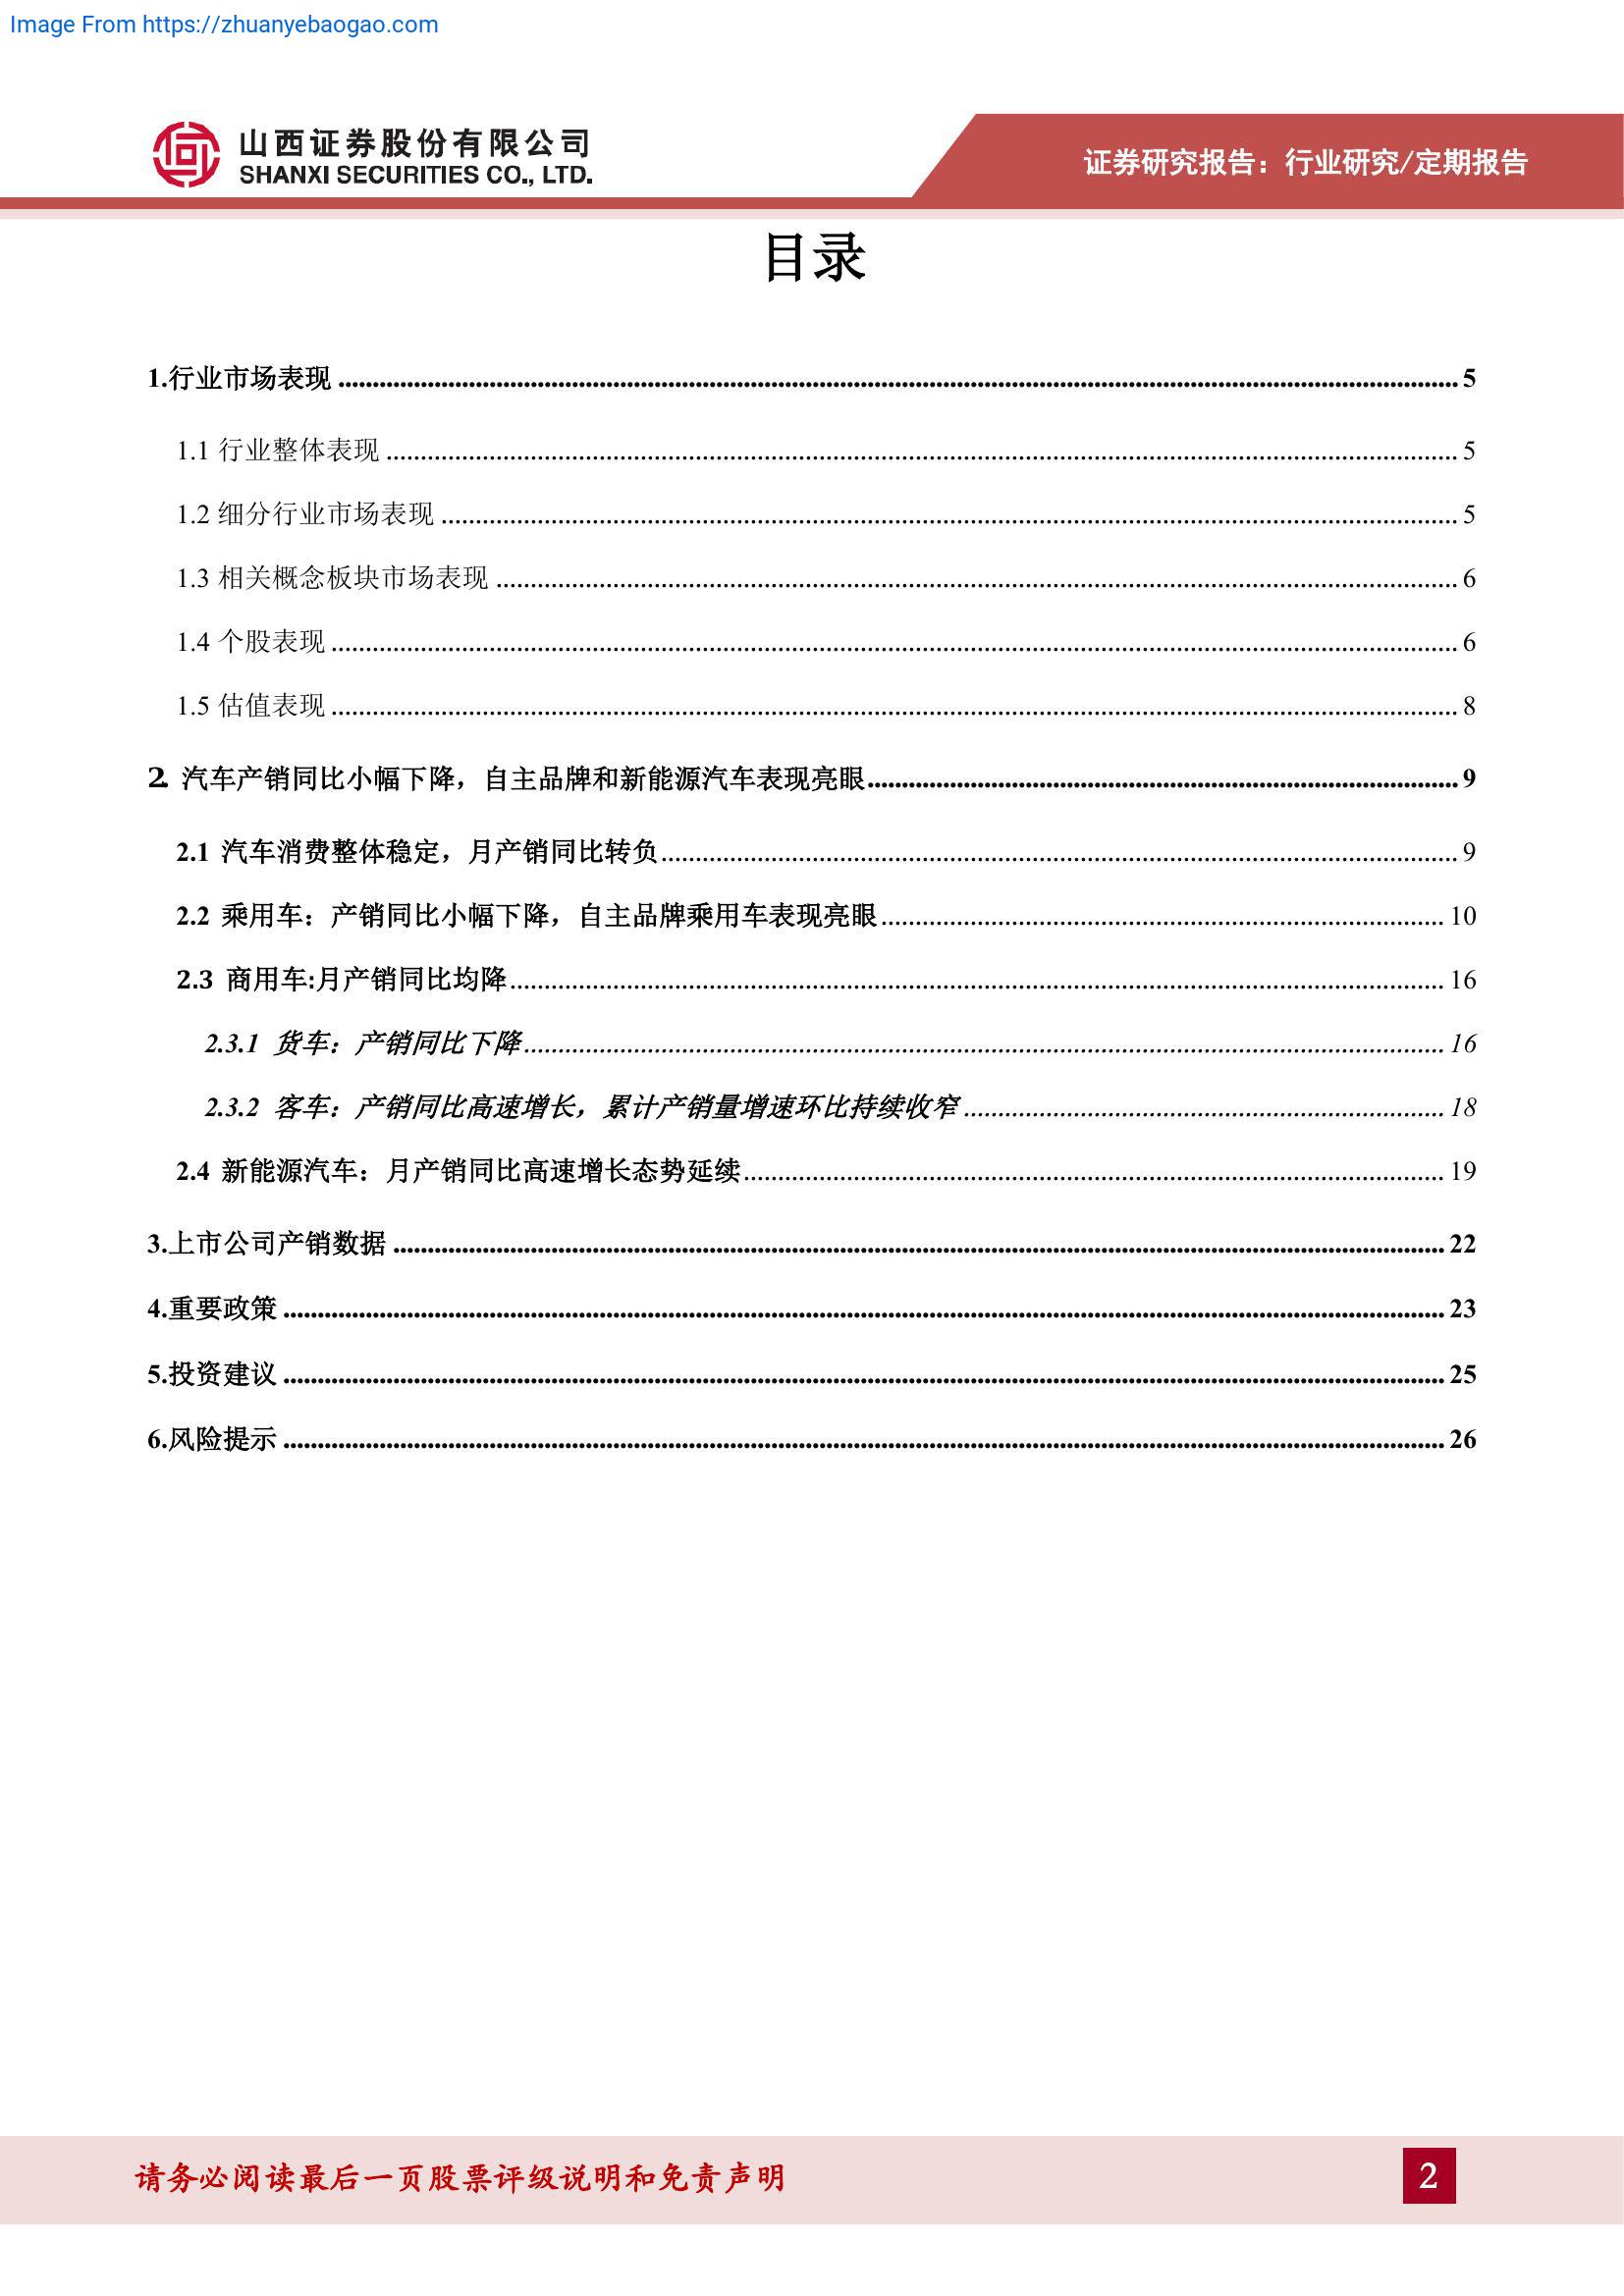 Image From https://zhuanyebaogao.com
山西证券股份有限公司
SHANXI SECURITIES CO., LTD.
证券研究报告：行业研究/定期报告
目录
1.行业市场表现 5
1.1 行业整体表现 5
1.2 细分行业市场表现 5
1.3 相关概念板块市场表现 6
1.4 个股表现 6
1.5 估值表现 8
2. 汽车产销同比小幅下降，自主品牌和新能源汽车表现亮眼 9
2.1 汽车消费整体稳定，月产销同比转负 9
2.2 乘用车：产销同比小幅下降，自主品牌乘用车表现亮眼 10
2.3 商用车:月产销同比均降 16
2.3.1 货车：产销同比下降 16
2.3.2 客车：产销同比高速增长，累计产销量增速环比持续收窄 18
2.4 新能源汽车：月产销同比高速增长态势延续 19
3.上市公司产销数据 22
4.重要政策 23
5.投资建议 25
6.风险提示 26
请务必阅读最后一页股票评级说明和免责声明
2